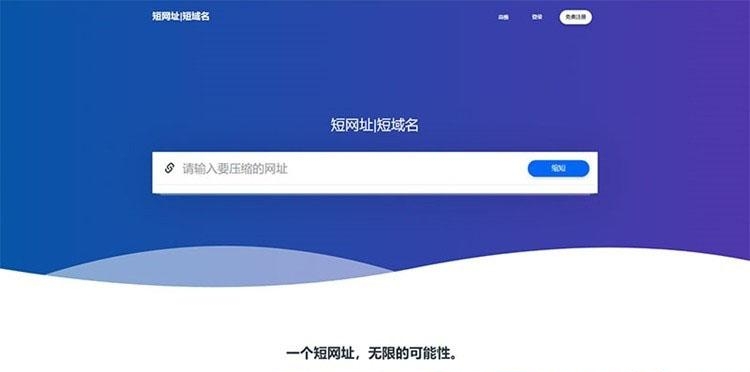 短网址|短域名
登录
免费注册
短网址|短域名
请输入要压缩的网址
缩短
一个短网址，无限的可能性。